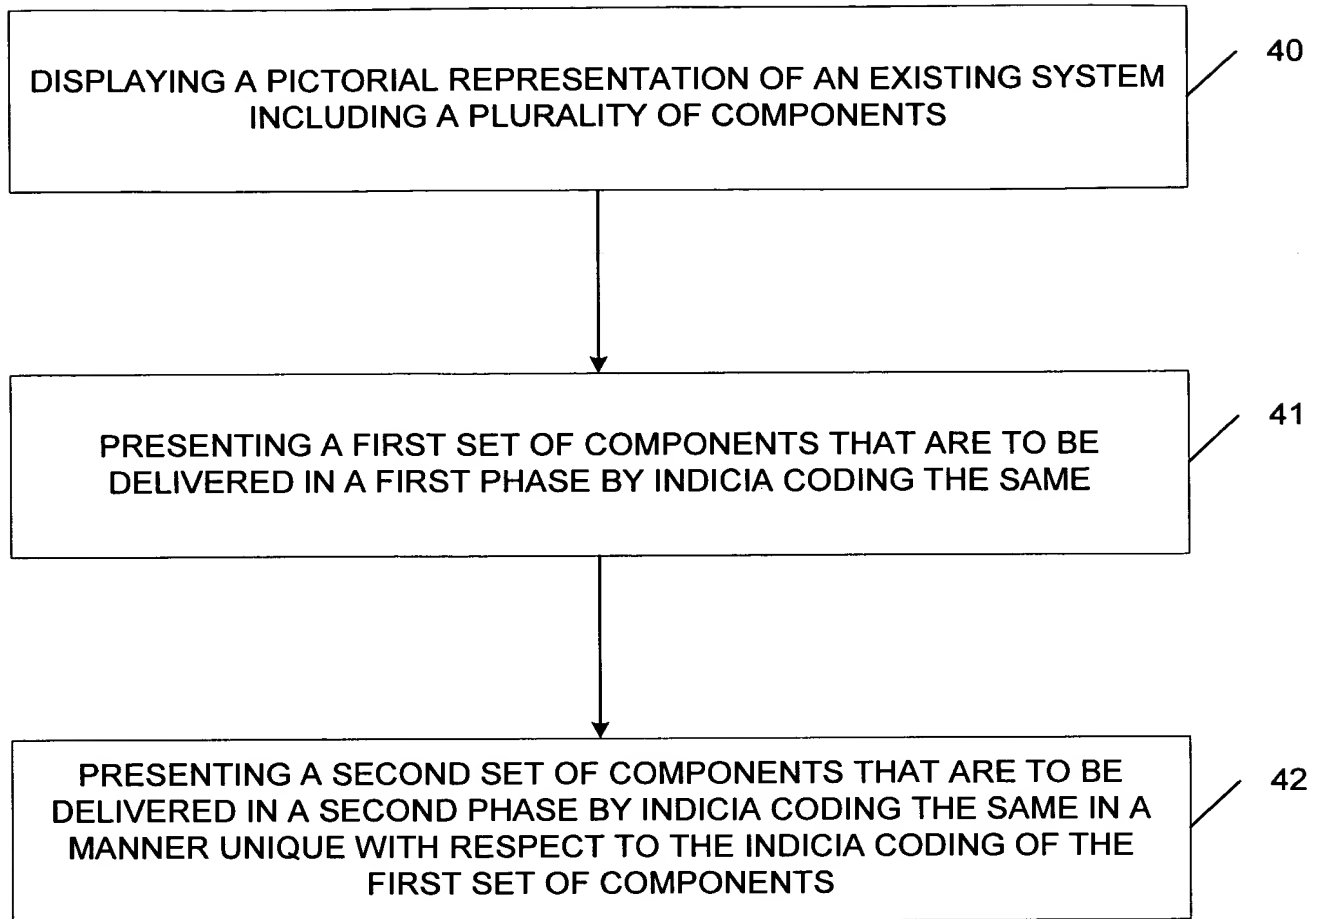 40
DISPLAYING A PICTORIAL REPRESENTATION OF AN EXISTING SYSTEM
INCLUDING A PLURALITY OF COMPONENTS
41
PRESENTING A FIRST SET OF COMPONENTS THAT ARE TO BE
DELIVERED IN A FIRST PHASE BY INDICIA CODING THE SAME
42
PRESENTING A SECOND SET OF COMPONENTS THAT ARE TO BE
DELIVERED IN A SECOND PHASE BY INDICIA CODING THE SAME IN A
MANNER UNIQUE WITH RESPECT TO THE INDICIA CODING OF THE
FIRST SET OF COMPONENTS